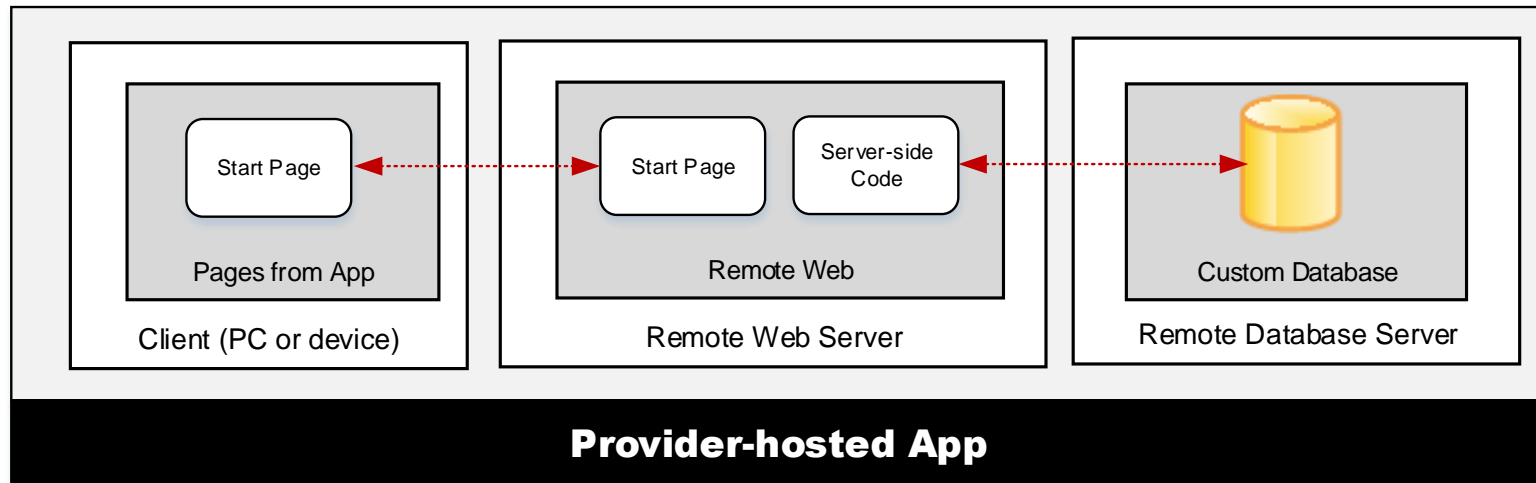 Start Page
Pages from App
Client (PC or device)
Start Page
Server-side
Code
Remote Web
Remote Web Server
Custom Database
Remote Database Server
Provider-hosted App